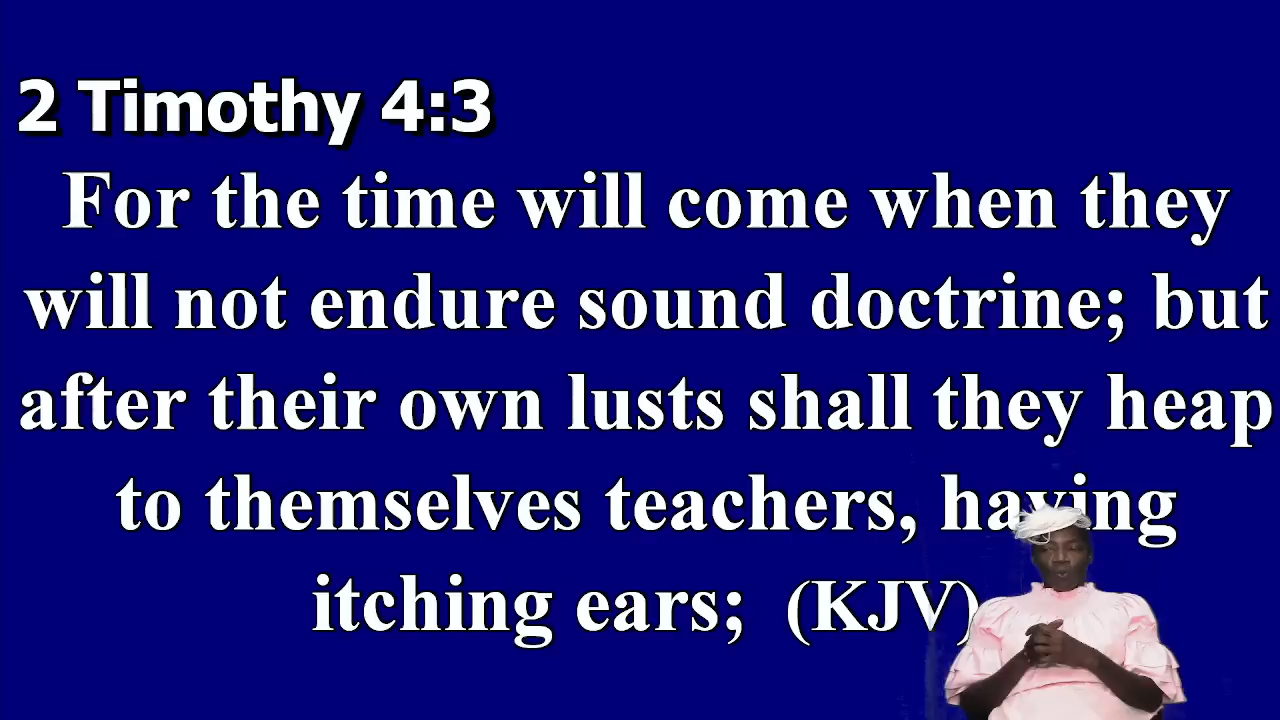 2 Timothy 4:3
For the time will come when they
will not endure sound doctrine; but
after their own lusts shall they heap
to themselves teachers, having
itching ears; (KJV)